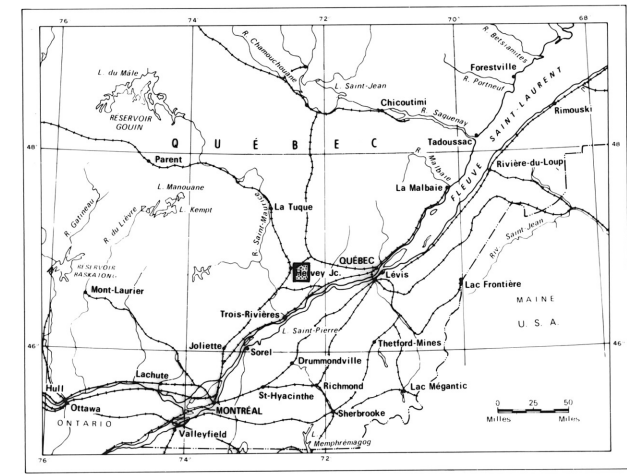 76
74
72
70
68
R. Betsiamites
R. Chamouchouane
Forestville
L. du Mâle
L. Saint-Jean
R. Portneuf
RESERVOIR
GOUIN
Chicoutimi
R. Saguenay
FLEUVE SAINT-LAURENT
Rimouski
Tadoussac
QUÉBEC
48
48
R. Malbaie
Parent
Rivière-du-Loup
La Malbaie
L. Manouane
L. Kempt
R. Saint-Maurice
La Tuque
R. Gatineau
R. du Lièvre
Riv. Saint-Jean
RESERVOIR
BASKATONG
Hervey Jc.
QUÉBEC
Lévis
Lac Frontière
Mont-Laurier
MAINE
U.S.A.
Trois-Rivières
L. Saint-Pierre
Thetford-Mines
46
46
Joliette
Sorel
Drummondville
Lachute
Richmond
Lac Mégantic
St-Hyacinthe
Hull
Ottawa
MONTRÉAL
Sherbrooke
0 25 50
Milles Miles
ONTARIO
Valleyfield
L.
Memphrémagog
76
74
72